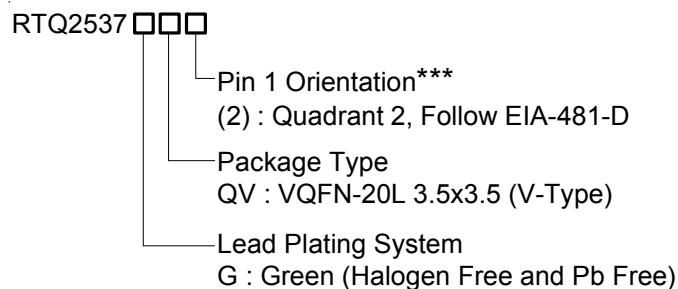 RTQ2537 □□□
Pin 1 Orientation***
(2) : Quadrant 2, Follow EIA-481-D
Package Type
QV : VQFN-20L 3.5x3.5 (V-Type)
Lead Plating System
G : Green (Halogen Free and Pb Free)